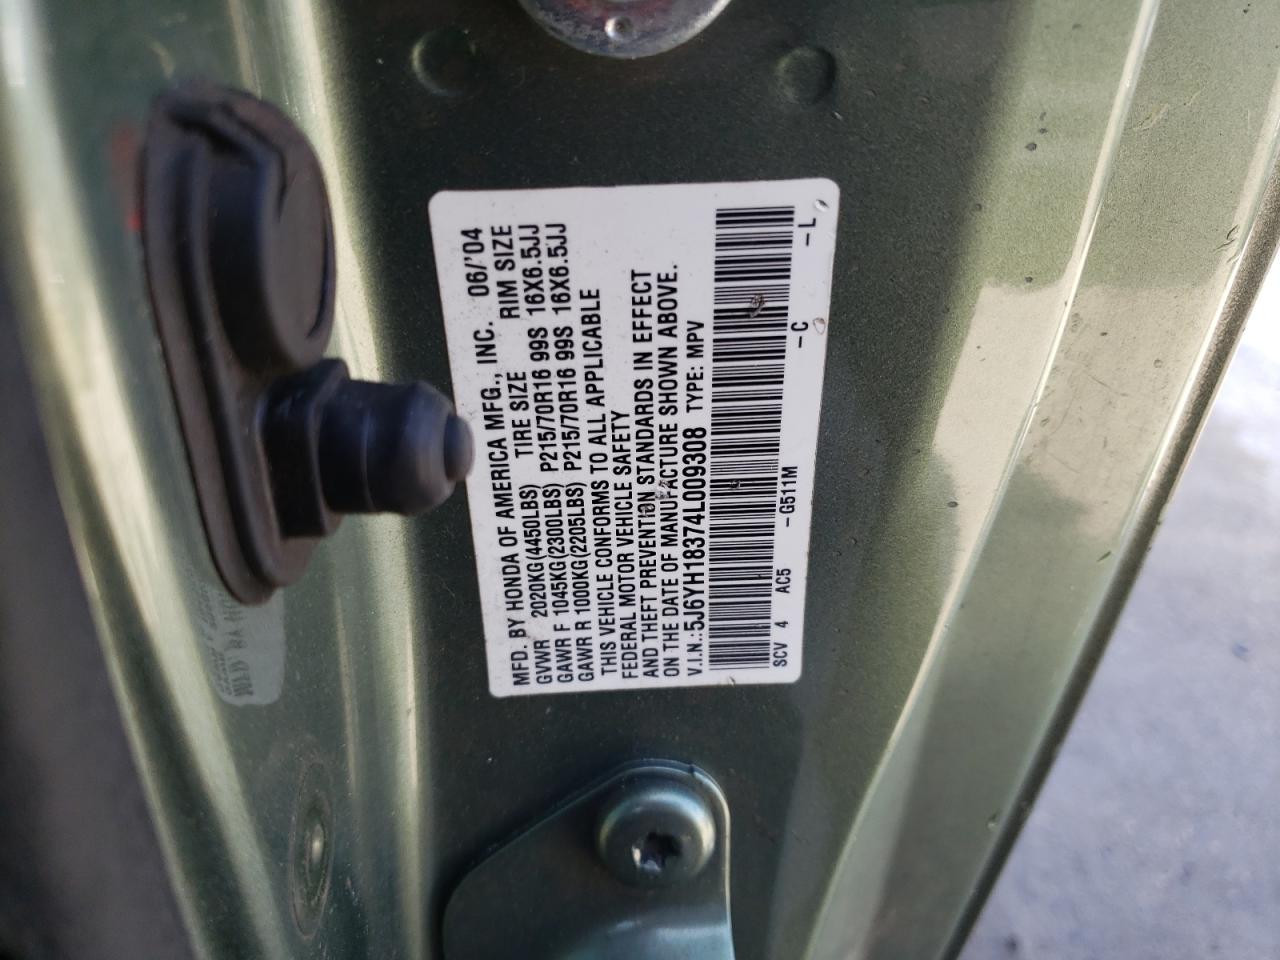 MFD. BY HONDA OF AMERICA MFG., INC. 06/'04
GVWR 2020KG(4450LBS) TIRE SIZE RIM SIZE
GAWR F 1045KG(2300LBS) P215/70R16 99S 16X6.5JJ
GAWR R 1000KG(2205LBS) P215/70R16 99S 16X6.5JJ
THIS VEHICLE CONFORMS TO ALL APPLICABLE
FEDERAL MOTOR VEHICLE SAFETY
AND THEFT PREVENTION STANDARDS IN EFFECT
ON THE DATE OF MANUFACTURE SHOWN ABOVE.
V.I.N.:5J6YH18374L009308 TYPE: MPV
SCV 4 AC5 -G511M -C -L